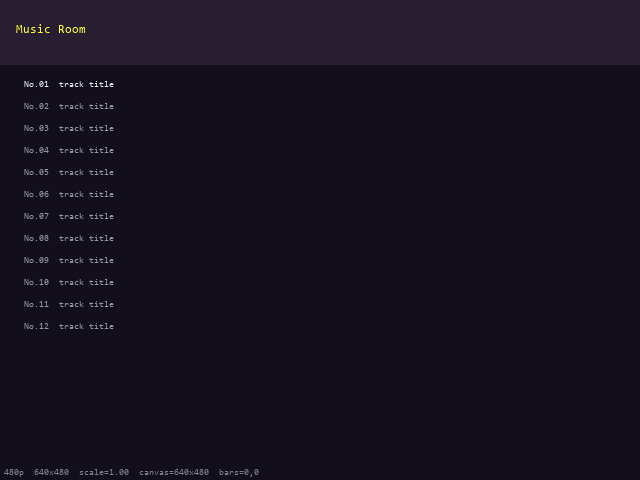 Music Room
No.01 track title
No.02 track title
No.03 track title
No.04 track title
No.05 track title
No.06 track title
No.07 track title
No.08 track title
No.09 track title
No.10 track title
No.11 track title
No.12 track title
480p 640x480 scale=1.00 canvas=640x480 bars=0,0